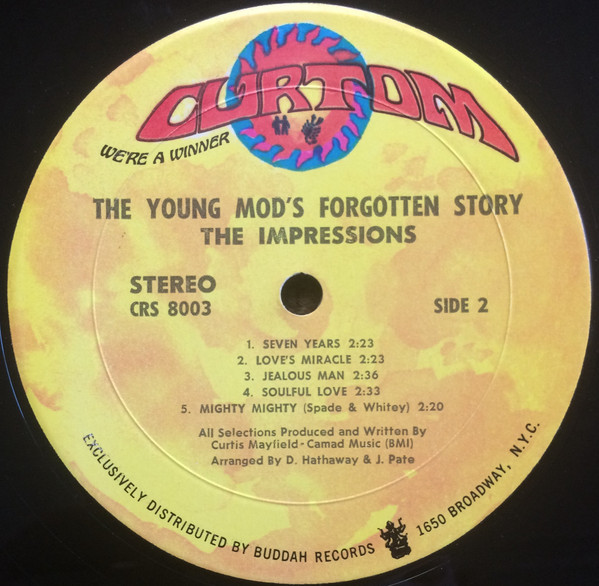 CURTOM
WE'RE A WINNER
THE YOUNG MOD'S FORGOTTEN STORY
THE IMPRESSIONS
STEREO
CRS 8003
SIDE 2
1. SEVEN YEARS 2:23
2. LOVE'S MIRACLE 2:23
3. JEALOUS MAN 2:36
4. SOULFUL LOVE 2:33
5. MIGHTY MIGHTY (Spade & Whitey) 2:20
All Selections Produced and Written By
Curtis Mayfield - Camad Music (BMI)
Arranged By D. Hathaway & J. Pate
EXCLUSIVELY DISTRIBUTED BY BUDDAH RECORDS 1650 BROADWAY, N.Y.C.